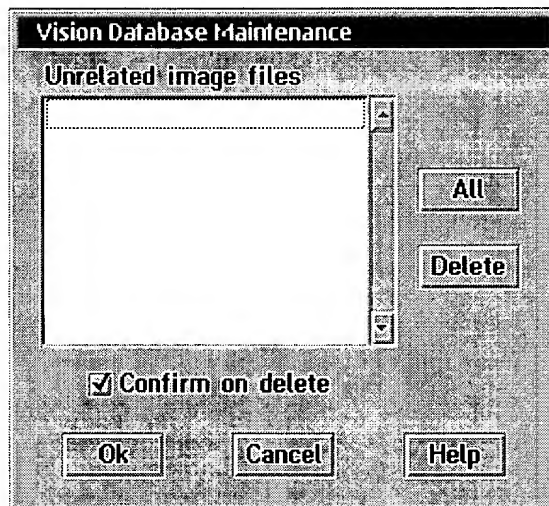 Vision Database Maintenance
Unrelated image files
All
Delete
Confirm on delete
Ok Cancel Help